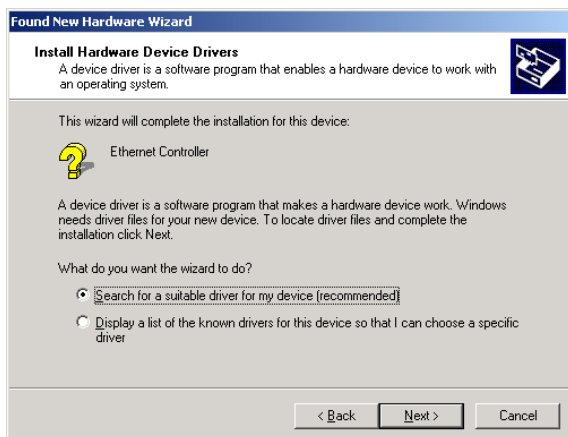 Found New Hardware Wizard
Install Hardware Device Drivers
A device driver is a software program that enables a hardware device to work with
an operating system.
This wizard will complete the installation for this device:
Ethernet Controller
A device driver is a software program that makes a hardware device work. Windows
needs driver files for your new device. To locate driver files and complete the
installation click Next.
What do you want the wizard to do?
Search for a suitable driver for my device (recommended)
Display a list of the known drivers for this device so that I can choose a specific
driver
< Back Next > Cancel